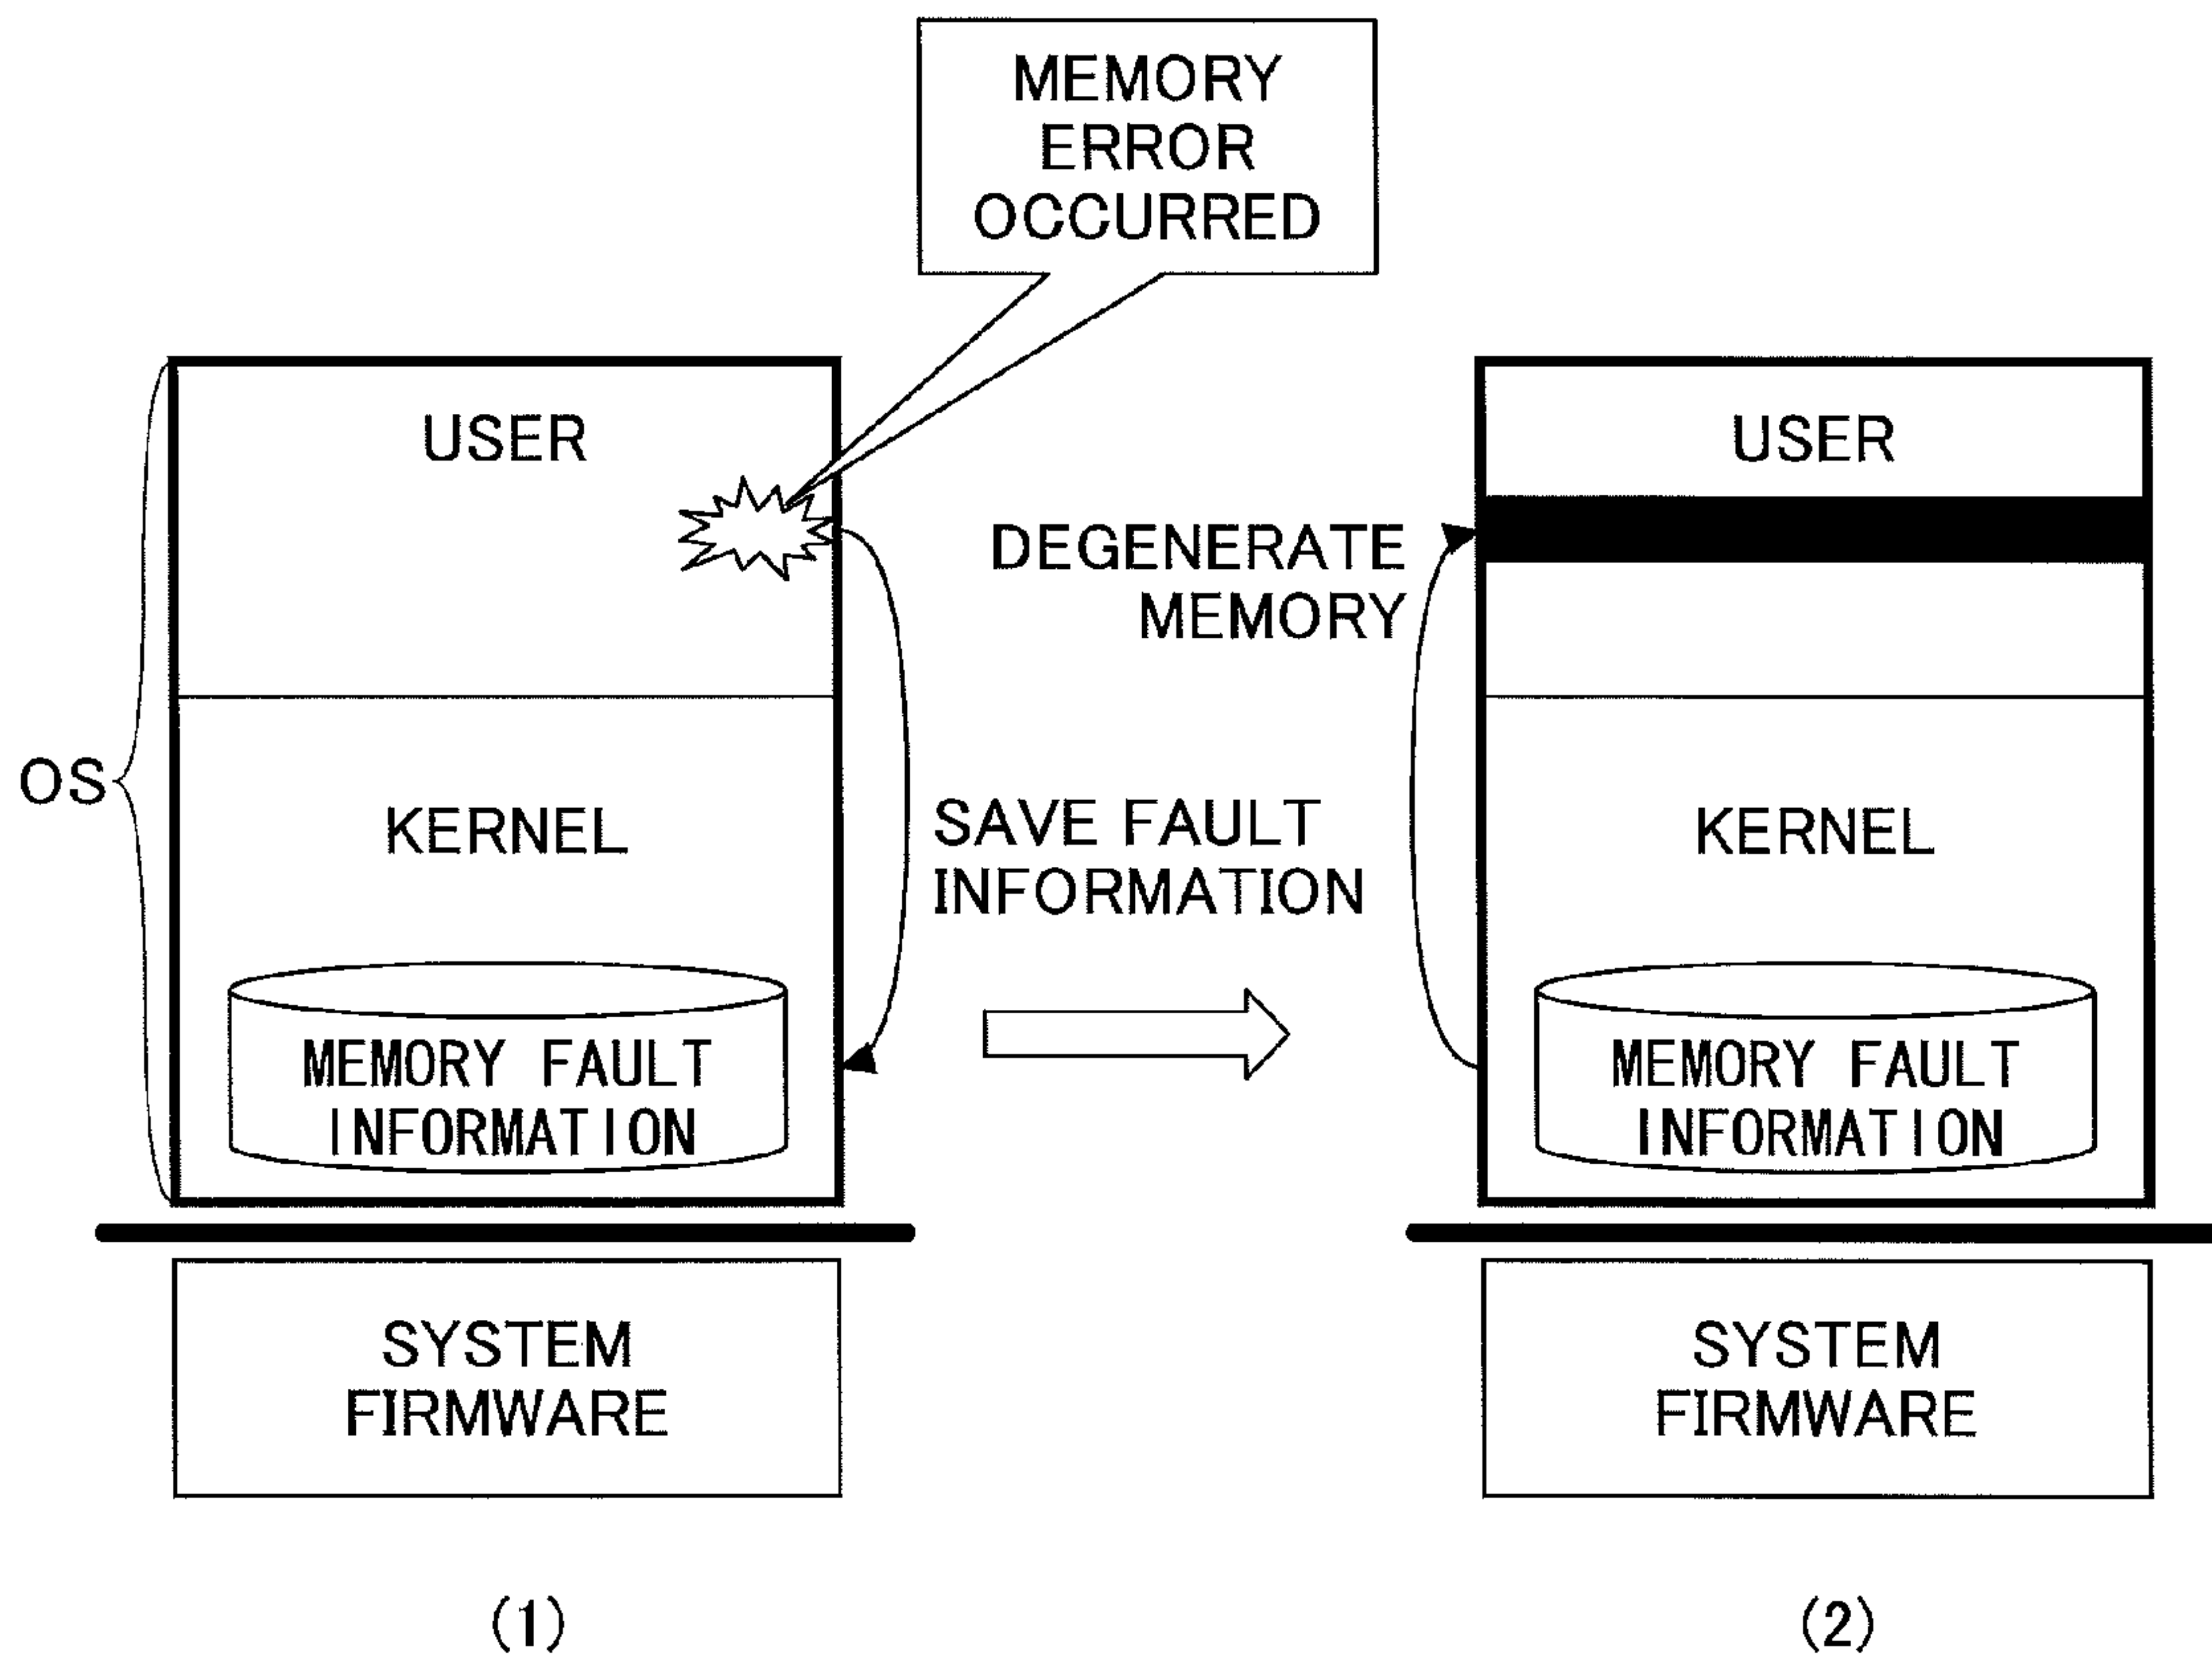 MEMORY
ERROR
OCCURRED
USER
USER
DEGENERATE
MEMORY
OS
KERNEL
SAVE FAULT
INFORMATION
KERNEL
MEMORY FAULT
INFORMATION
MEMORY FAULT
INFORMATION
SYSTEM
FIRMWARE
SYSTEM
FIRMWARE
(1)
(2)